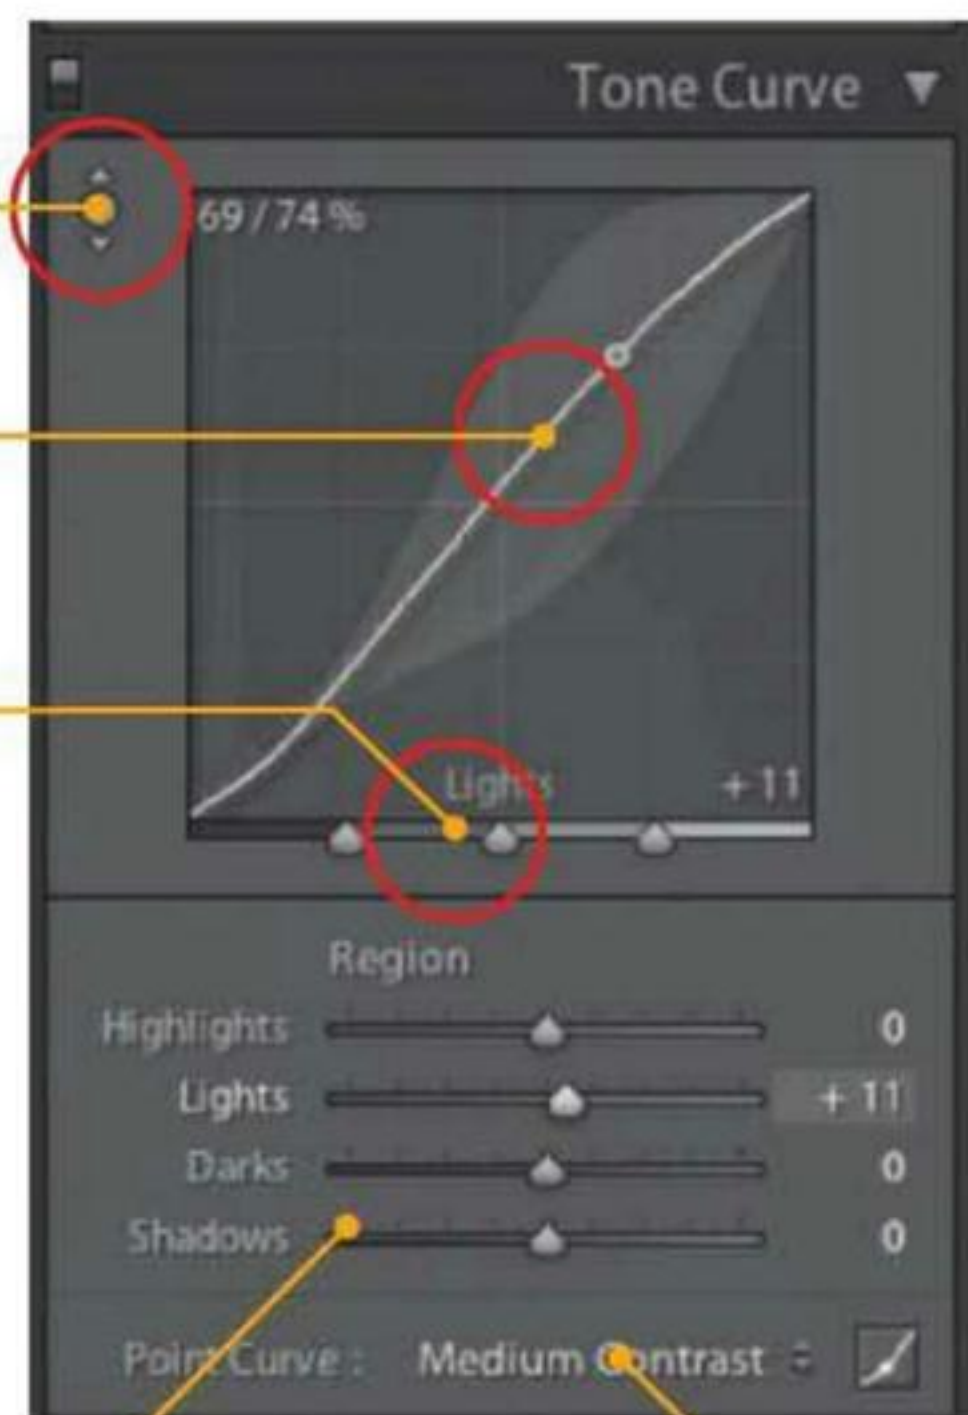 Tone Curve
69 / 74 %
Lights + 11
Region
Highlights 0
Lights + 11
Darks 0
Shadows 0
Point Curve : Medium Contrast